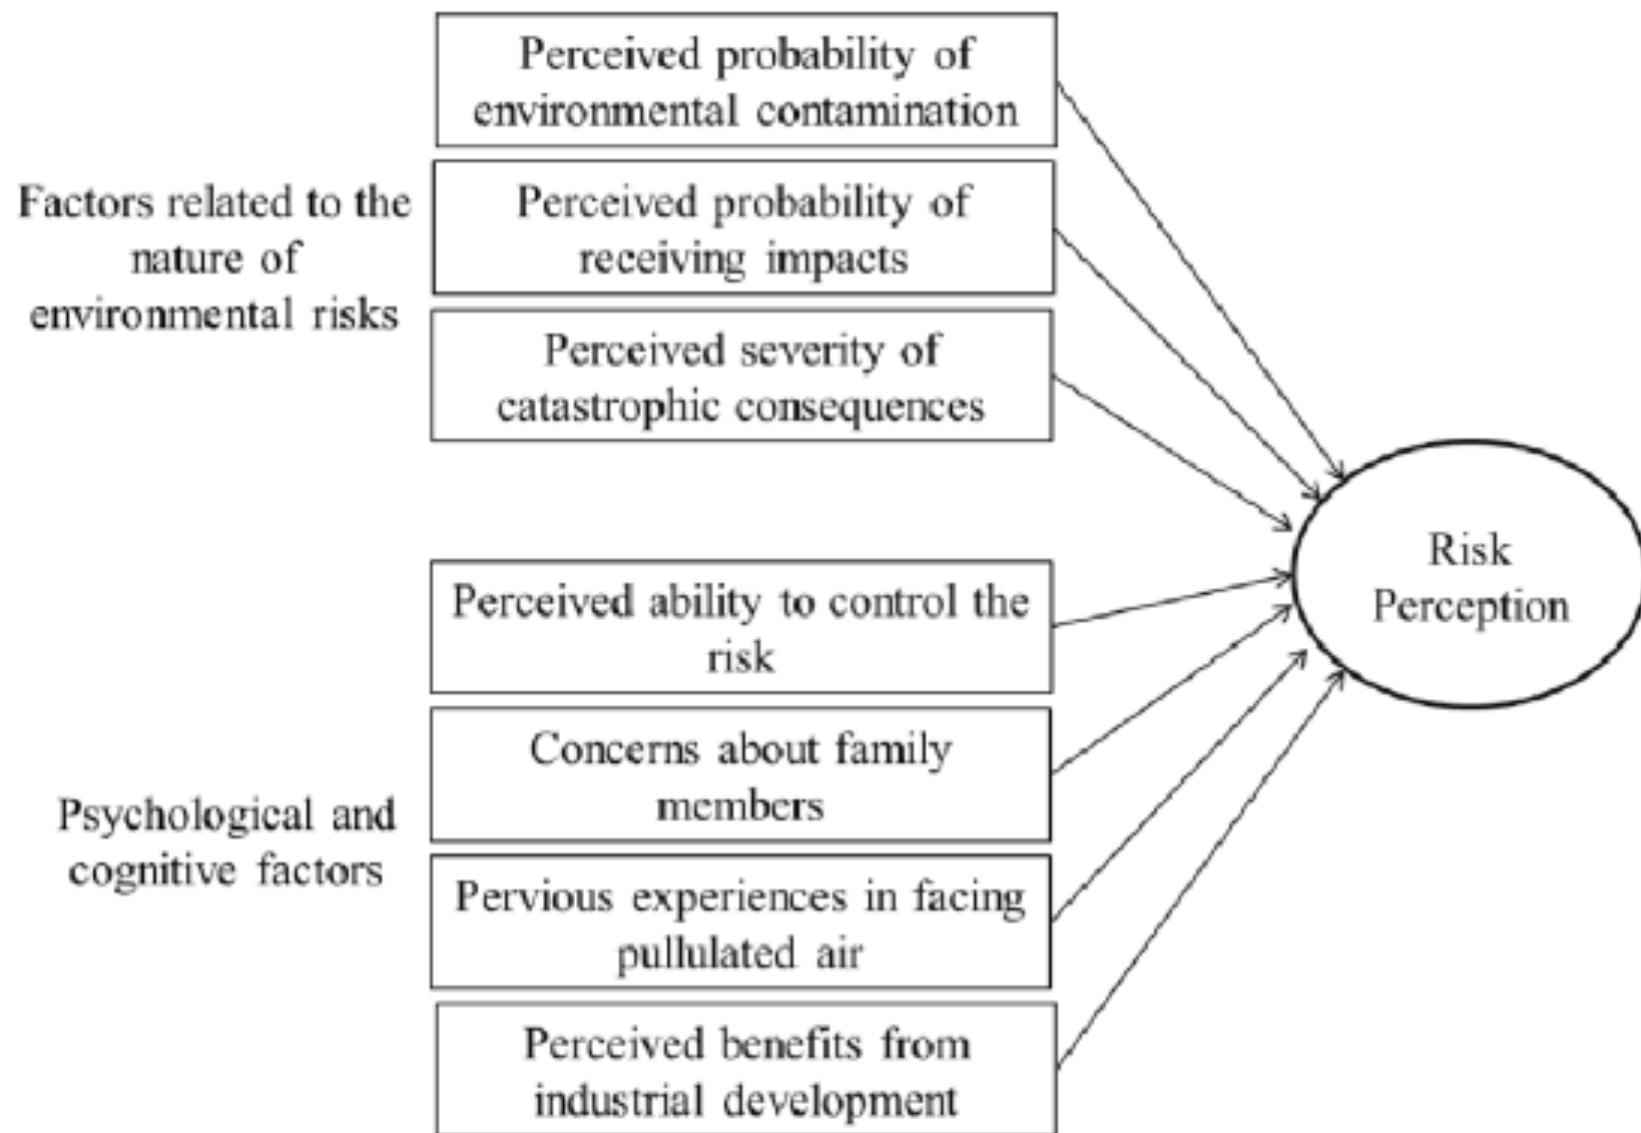 Perceived probability of
environmental contamination
Factors related to the
nature of
environmental risks
Perceived probability of
receiving impacts
Perceived severity of
catastrophic consequences
Risk
Perception
Perceived ability to control the
risk
Concerns about family
members
Psychological and
cognitive factors
Pervious experiences in facing
pullulated air
Perceived benefits from
industrial development